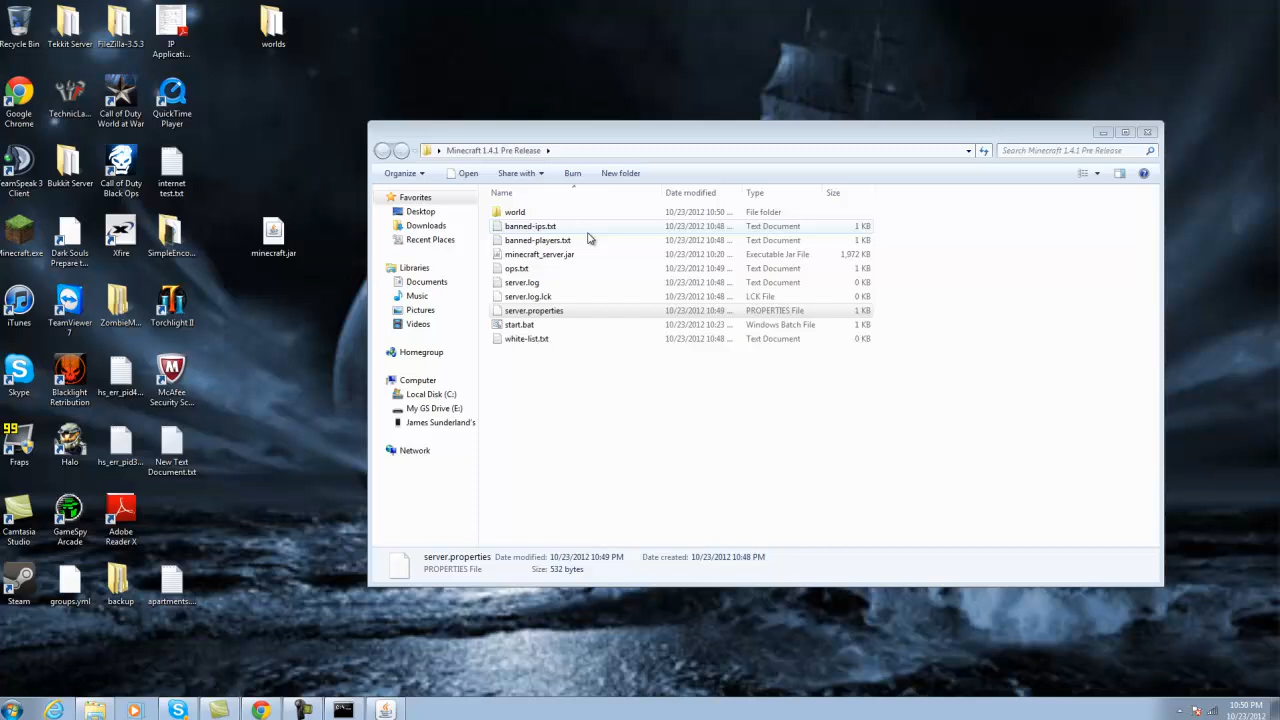 Recycle Bin
Tekkit Server
FileZilla-3.5.3
IP Applicati...
worlds
Google Chrome
TechnicLa...
Call of Duty World at War
QuickTime Player
TeamSpeak 3 Client
Bukkit Server
Call of Duty Black Ops
internet test.txt
Minecraft.exe
Dark Souls Prepare t...
Xfire
SimpleEnco...
minecraft.jar
iTunes
TeamViewer
ZombieM...
Torchlight II
Skype
Blacklight Retribution
hs_err_pid4...
McAfee Security Sc...
99
Fraps
Halo
hs_err_pid3...
New Text Document.txt
Camtasia Studio
GameSpy Arcade
Adobe Reader X
Steam
groups.yml
backup
apartments....
Minecraft 1.4.1 Pre Release
Search Minecraft 1.4.1 Pre Release
Organize
Open
Share with
Burn
New folder
Favorites
Desktop
Downloads
Recent Places
Libraries
Documents
Music
Pictures
Videos
Homegroup
Computer
Local Disk (C:)
My GS Drive (E:)
James Sunderland's
Network
Name Date modified Type Size
world 10/23/2012 10:50 ... File folder
banned-ips.txt 10/23/2012 10:48 ... Text Document 1 KB
banned-players.txt 10/23/2012 10:48 ... Text Document 1 KB
minecraft_server.jar 10/23/2012 10:20 ... Executable Jar File 1,972 KB
ops.txt 10/23/2012 10:49 ... Text Document 1 KB
server.log 10/23/2012 10:48 ... Text Document 0 KB
server.log.lck 10/23/2012 10:48 ... LCK File 0 KB
server.properties 10/23/2012 10:49 ... PROPERTIES File 1 KB
start.bat 10/23/2012 10:23 ... Windows Batch File 1 KB
white-list.txt 10/23/2012 10:48 ... Text Document 0 KB
server.properties Date modified: 10/23/2012 10:49 PM Date created: 10/23/2012 10:48 PM
PROPERTIES File Size: 532 bytes
10:50 PM
10/23/2012